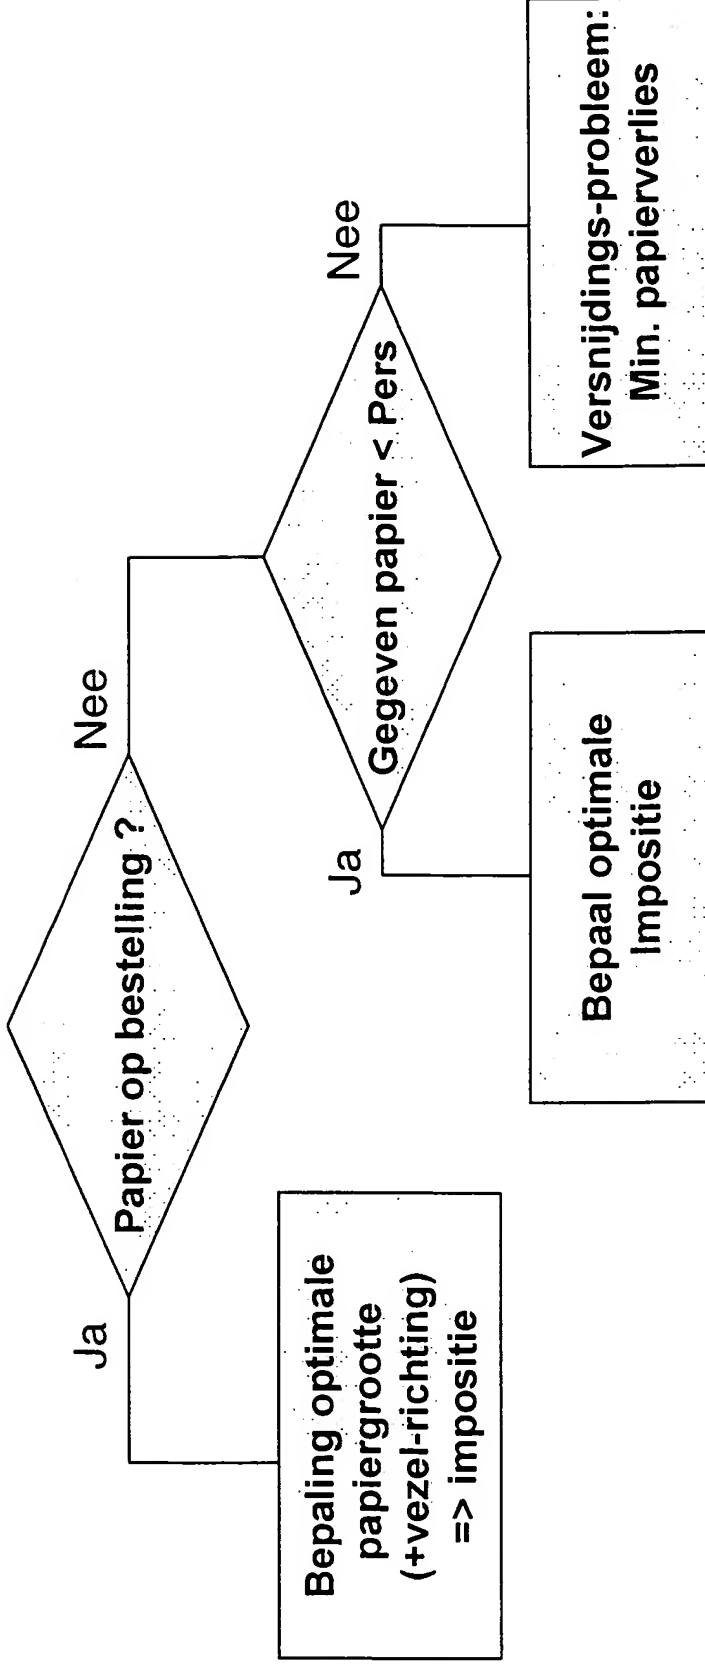 Papier op bestelling ?
Ja
Nee
Bepaling optimale
papiergrootte
(+vezel-richting)
=> impositie
Gegeven papier < Pers
Ja
Nee
Bepaal optimale
Impositie
Versnijdings-probleem:
Min. papierverlies